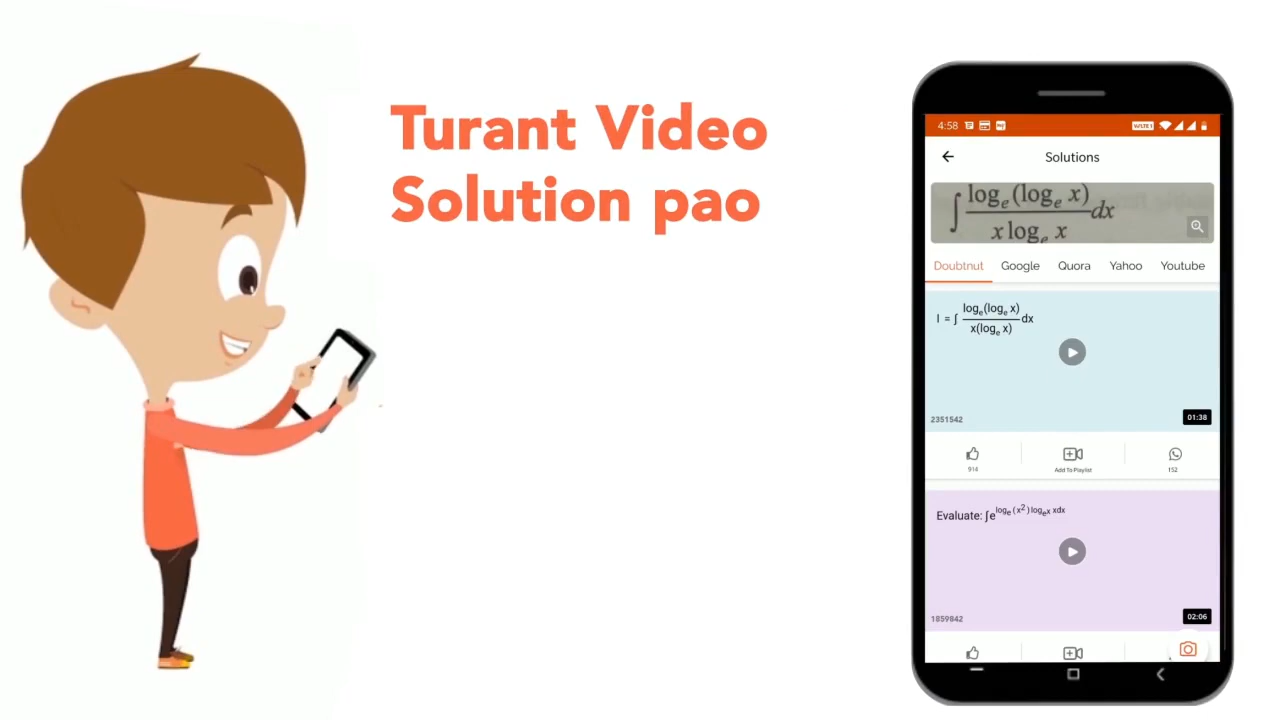 Turant Video
Solution pao
4:58
VoLTE1
Solutions
∫ logₑ(logₑ x) / x logₑ x dx
Doubtnut Google Quora Yahoo Youtube
I = ∫ logₑ(logₑ x) / x(logₑ x) dx
2351542 01:38
914 Add To Playlist 152
Evaluate: ∫e^logₑ(x²)logₑx xdx
1859842 02:06